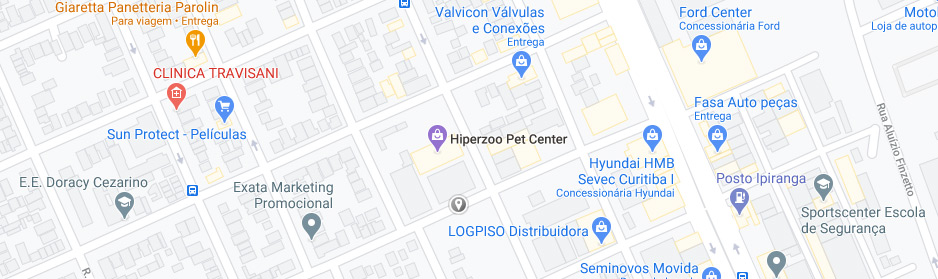 Giaretta Panetteria Parolin
Para viagem • Entrega
CLINICA TRAVISANI
Sun Protect - Películas
E.E. Doracy Cezarino
Exata Marketing
Promocional
Valvicon Válvulas
e Conexões
Entrega
Hiperzoo Pet Center
LOGPISO Distribuidora
Hyundai HMB
Sevec Curitiba I
Concessionária Hyundai
Seminovos Movida
Ford Center
Concessionária Ford
Fasa Auto peças
Entrega
Posto Ipiranga
Sportscenter Escola
de Segurança
Rua Aluízio Finzetto
Loja de autop
R.